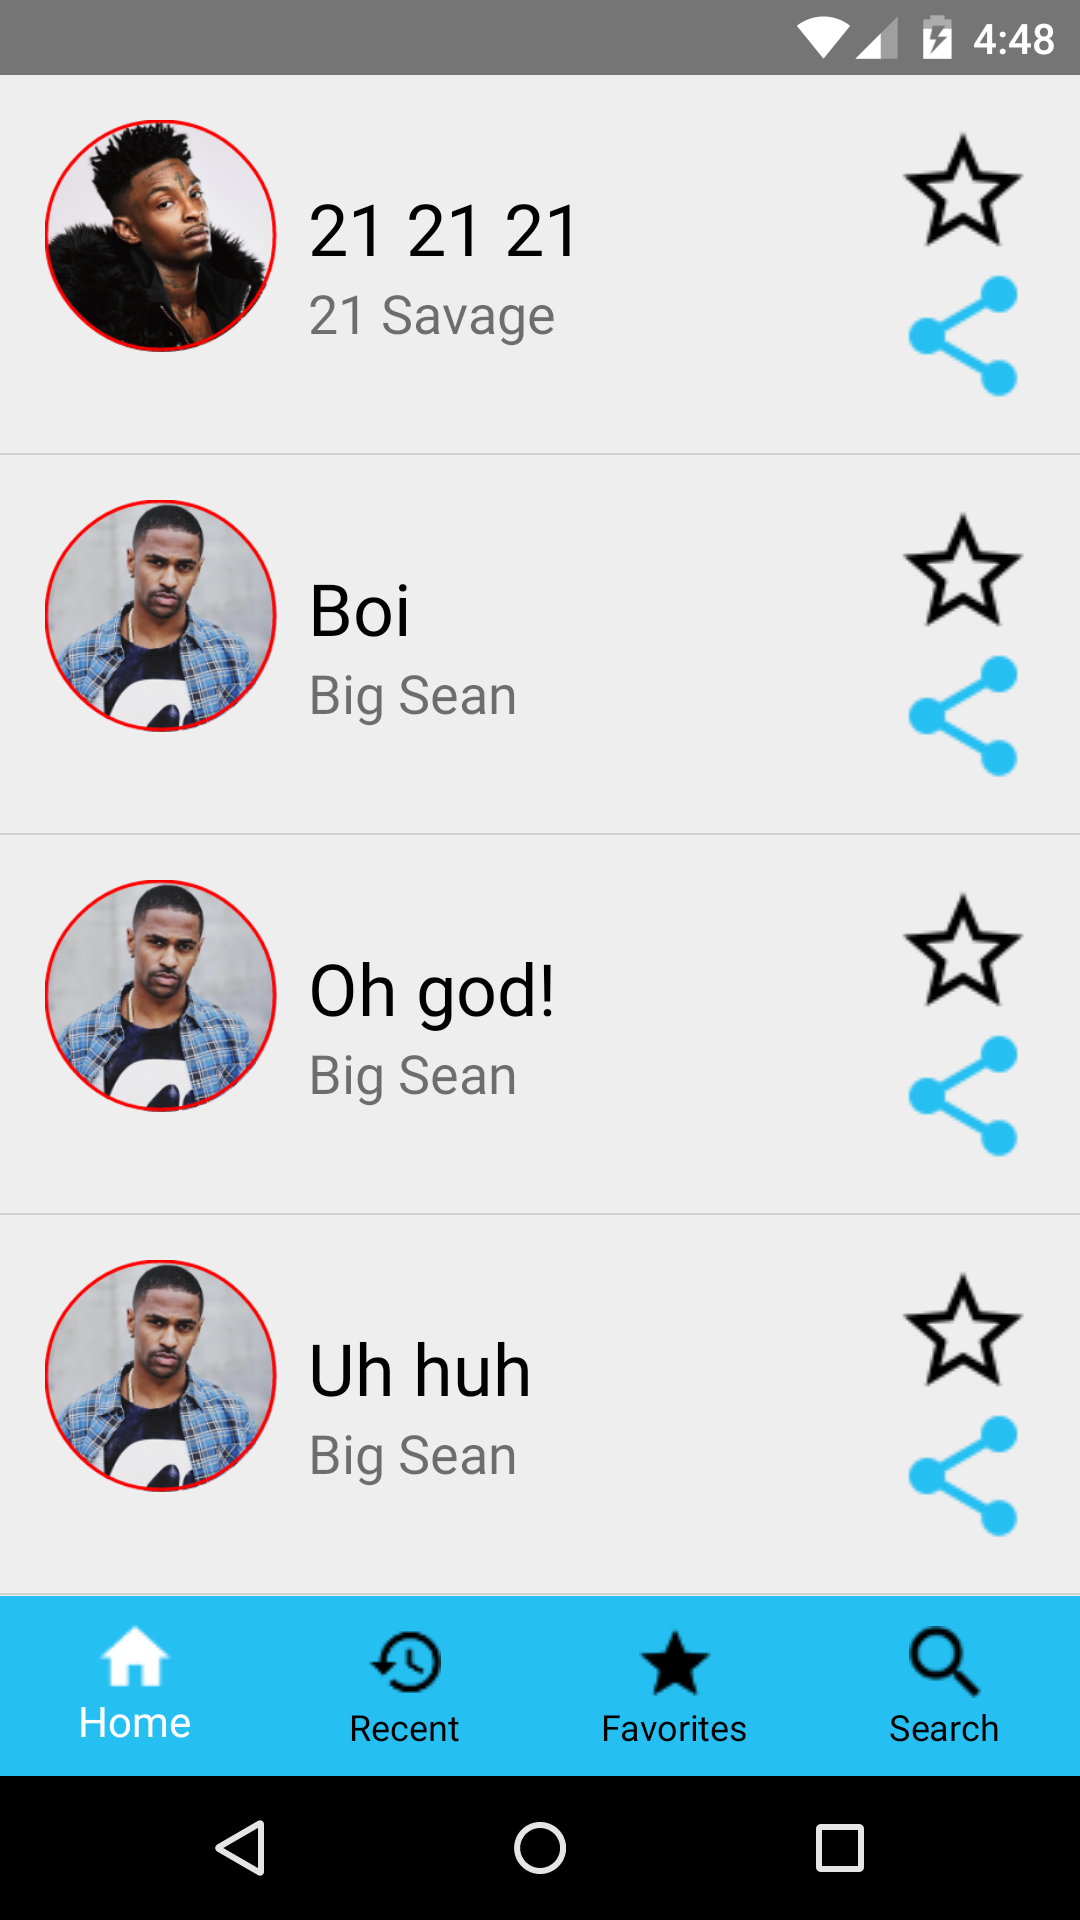 4:48
21 21 21
21 Savage
Boi
Big Sean
Oh god!
Big Sean
Uh huh
Big Sean
Home
Recent
Favorites
Search